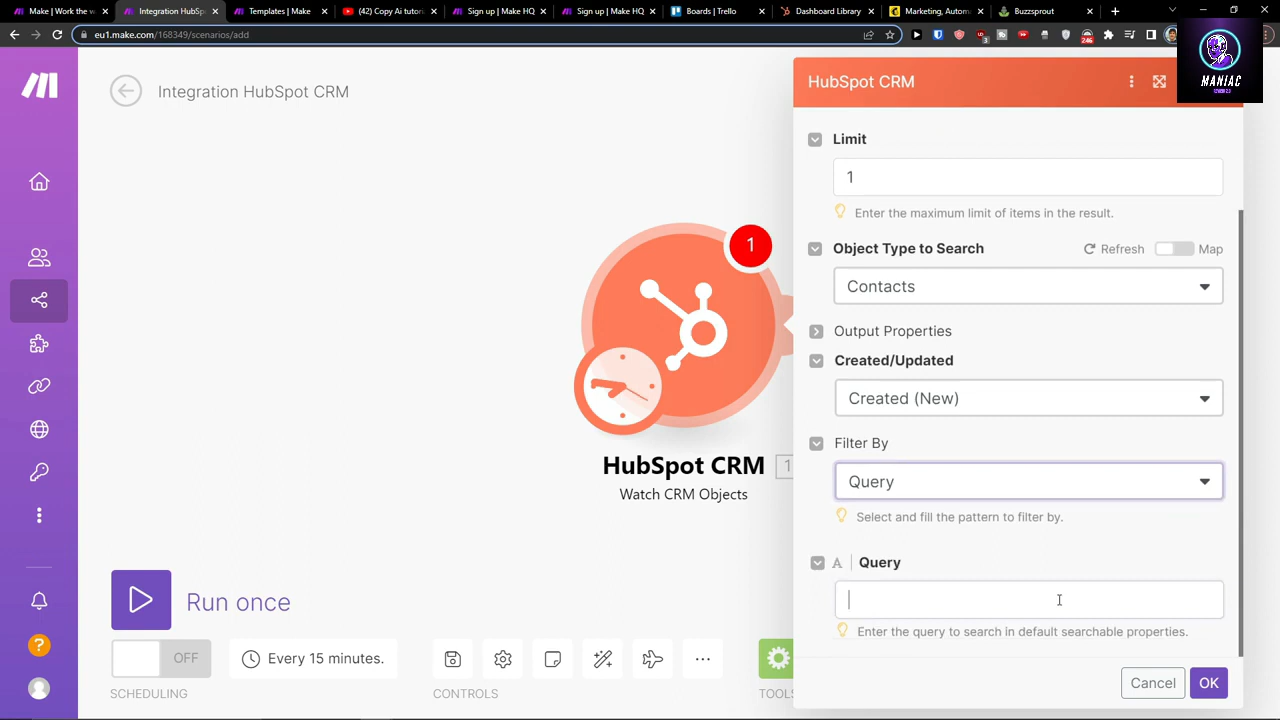 Make | Work the w
Integration HubSp
Templates | Make
(42) Copy Ai tutori
Sign up | Make HQ
Sign up | Make HQ
Boards | Trello
Dashboard Library
Marketing, Autom
Buzzsprout
eu1.make.com/168349/scenarios/add
3
246
MANIAC
Integration HubSpot CRM
HubSpot CRM
Limit
1
Enter the maximum limit of items in the result.
Object Type to Search
Refresh
Map
Contacts
Output Properties
Created/Updated
Created (New)
Filter By
Query
Select and fill the pattern to filter by.
A
Query
Enter the query to search in default searchable properties.
Cancel
OK
1
HubSpot CRM
1
Watch CRM Objects
Run once
OFF
Every 15 minutes.
SCHEDULING
CONTROLS
TOOLS
?